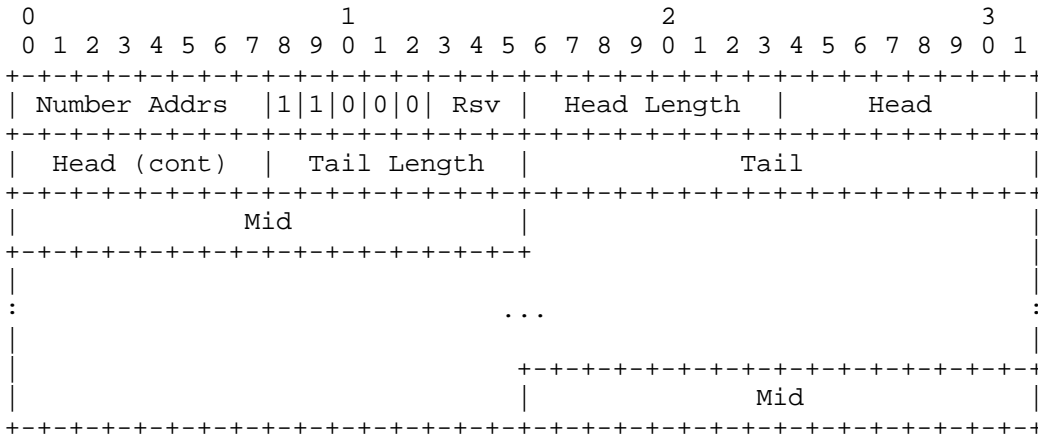 0                   1                   2                   3
 0 1 2 3 4 5 6 7 8 9 0 1 2 3 4 5 6 7 8 9 0 1 2 3 4 5 6 7 8 9 0 1
+-+-+-+-+-+-+-+-+-+-+-+-+-+-+-+-+-+-+-+-+-+-+-+-+-+-+-+-+-+-+-+-+
| Number Addrs  |1|1|0|0|0| Rsv |  Head Length  |     Head      |
+-+-+-+-+-+-+-+-+-+-+-+-+-+-+-+-+-+-+-+-+-+-+-+-+-+-+-+-+-+-+-+-+
|  Head (cont)  |  Tail Length  |             Tail              |
+-+-+-+-+-+-+-+-+-+-+-+-+-+-+-+-+-+-+-+-+-+-+-+-+-+-+-+-+-+-+-+-+
|              Mid              |                               |
+-+-+-+-+-+-+-+-+-+-+-+-+-+-+-+-+                               |
|                                                               |
:                              ...                              :
|                                                               |
|                               +-+-+-+-+-+-+-+-+-+-+-+-+-+-+-+-+
|                               |              Mid              |
+-+-+-+-+-+-+-+-+-+-+-+-+-+-+-+-+-+-+-+-+-+-+-+-+-+-+-+-+-+-+-+-+